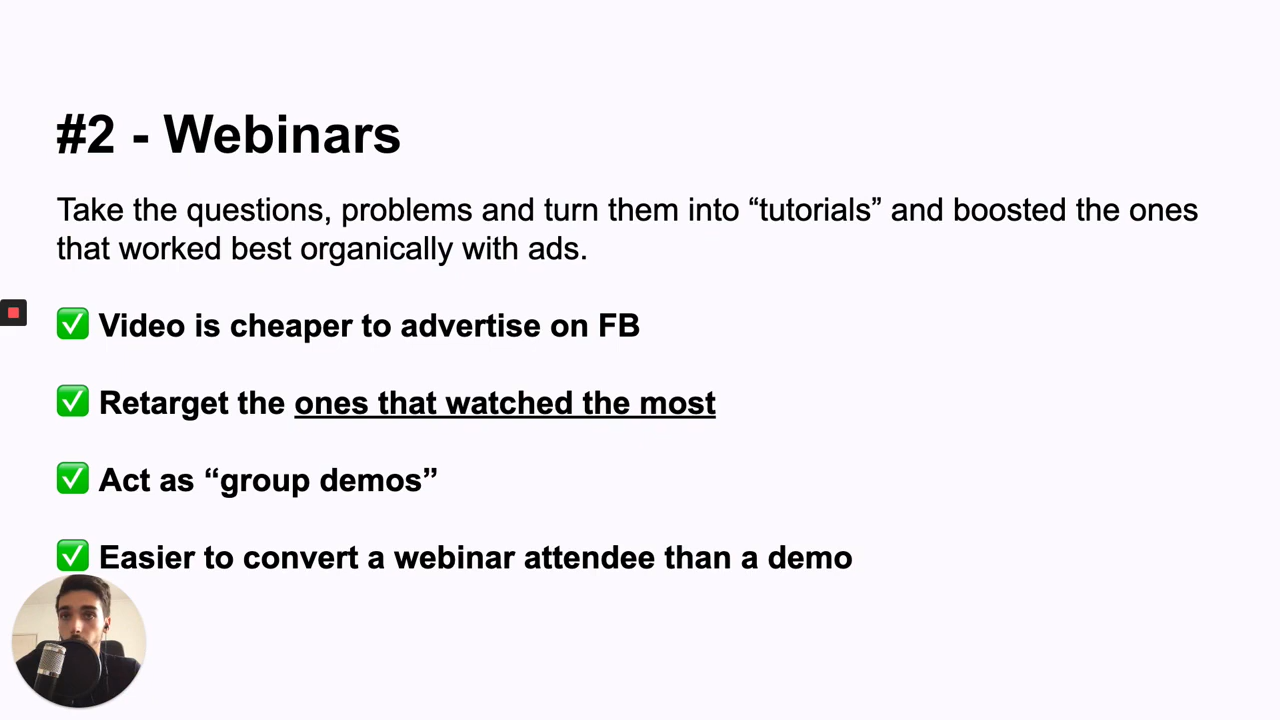 #2 - Webinars
Take the questions, problems and turn them into “tutorials” and boosted the ones
that worked best organically with ads.
✅ Video is cheaper to advertise on FB
✅ Retarget the ones that watched the most
✅ Act as “group demos”
✅ Easier to convert a webinar attendee than a demo